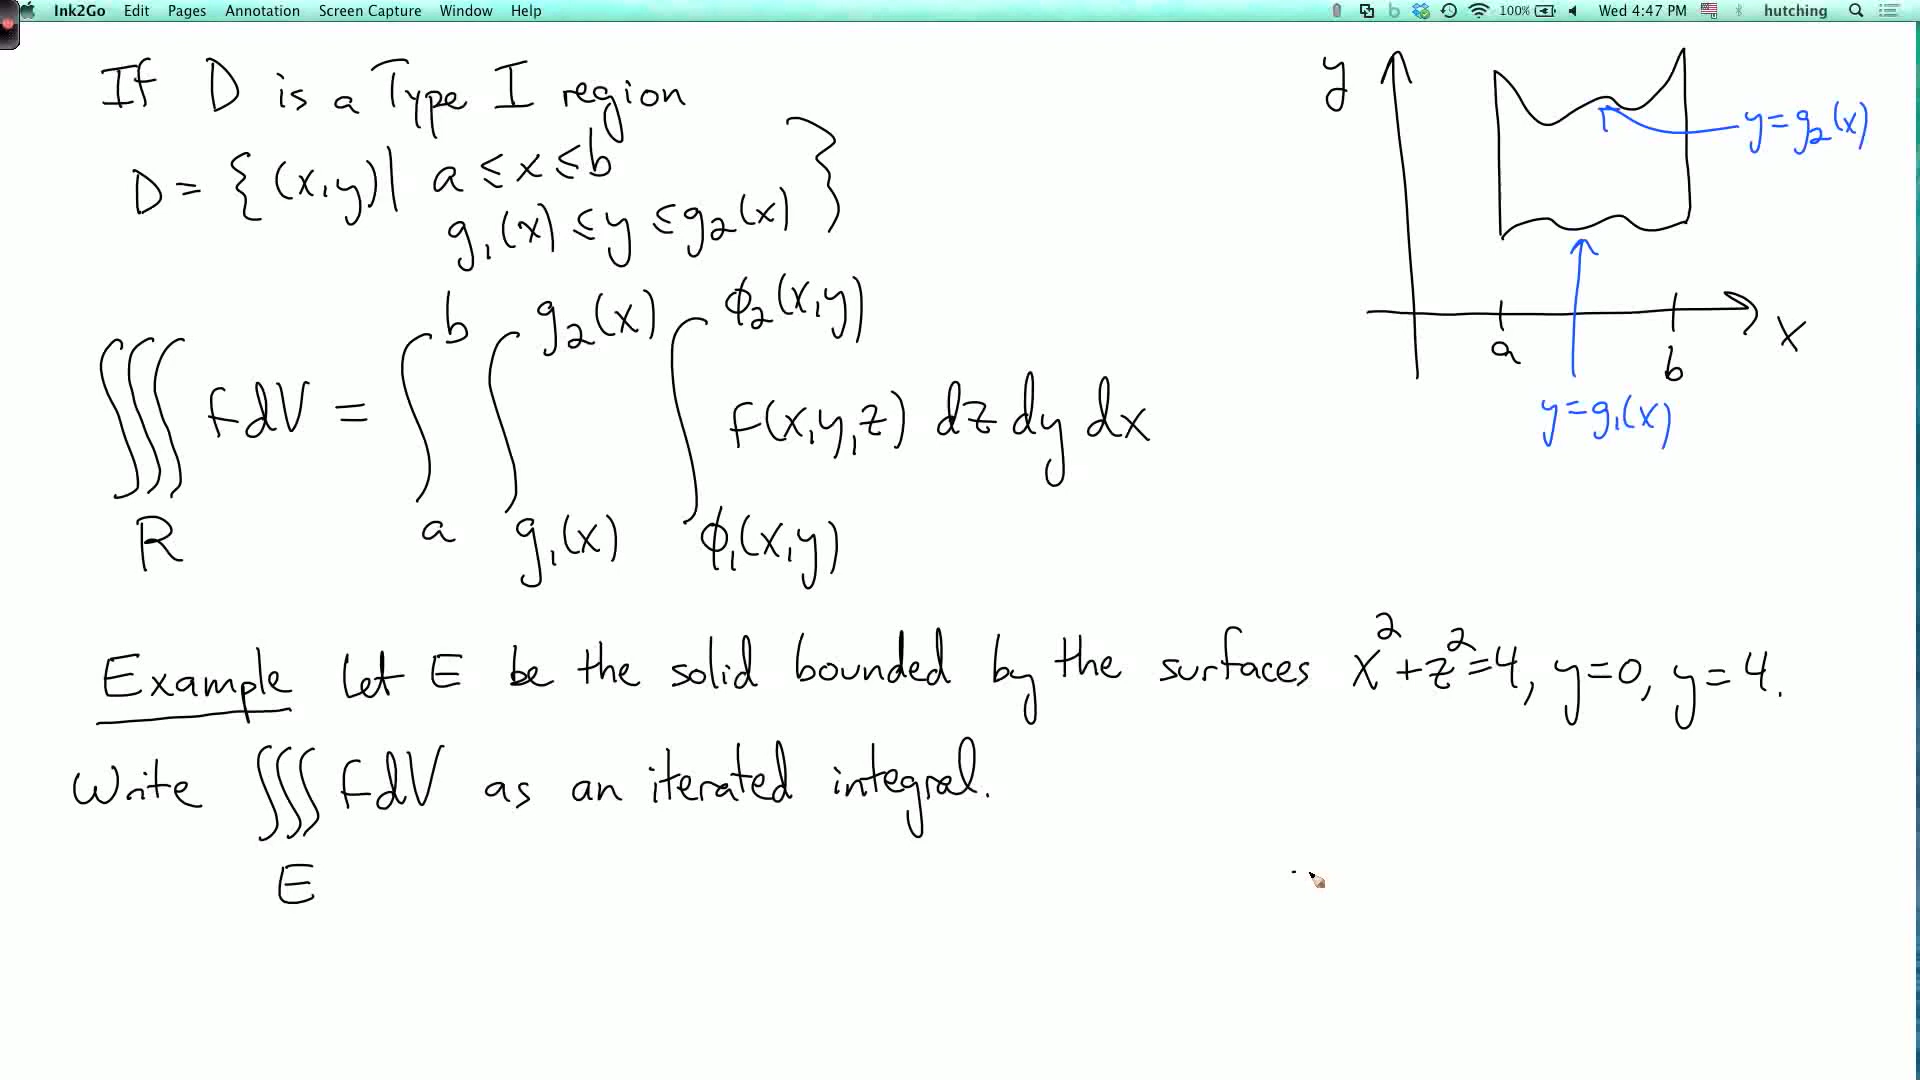 Ink2Go Edit Pages Annotation Screen Capture Window Help 100% Wed 4:47 PM hutching
If D is a Type I region
D = { (x,y) | a ≤ x ≤ b
g₁(x) ≤ y ≤ g₂(x) }
∫∫∫_R f dV = ∫_a^b ∫_{g₁(x)}^{g₂(x)} ∫_{ϕ₁(x,y)}^{ϕ₂(x,y)} f(x,y,z) dz dy dx
y
y = g₂(x)
a
b
x
y = g₁(x)
Example Let E be the solid bounded by the surfaces x² + z² = 4, y = 0, y = 4.
Write ∫∫∫_E f dV as an iterated integral.